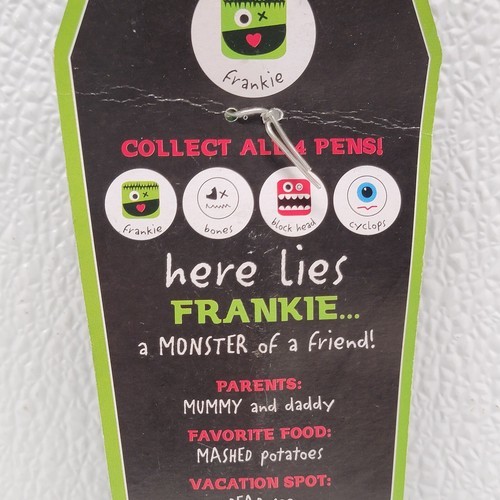 frankie
COLLECT ALL 4 PENS!
frankie bones block head cyclops
here lies
FRANKIE...
a MONSTER of a friend!
PARENTS:
MUMMY and daddy
FAVORITE FOOD:
MASHED potatoes
VACATION SPOT: